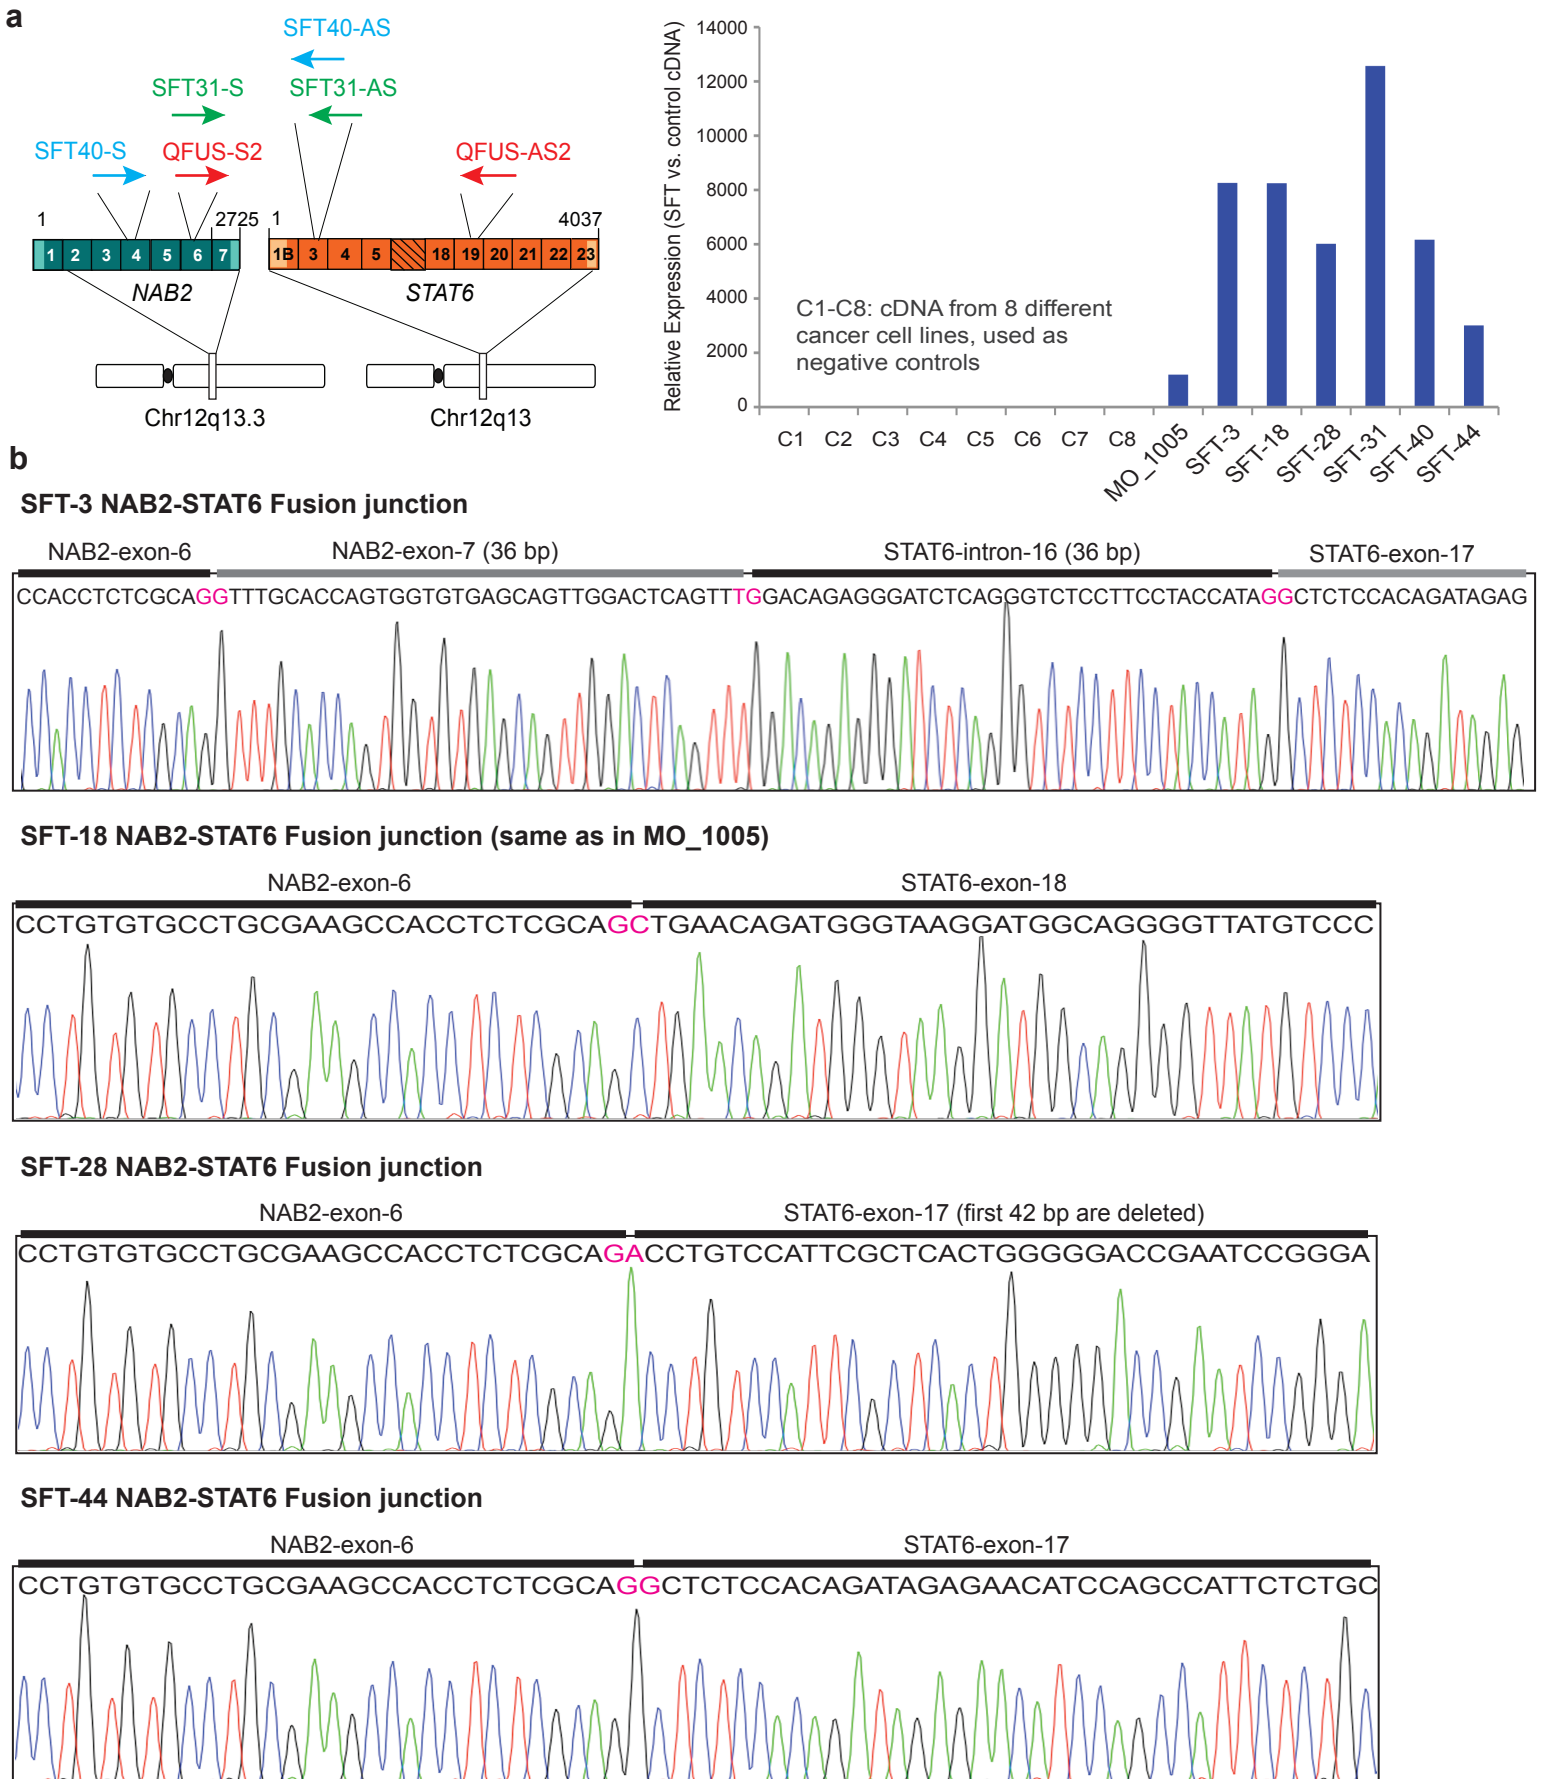 a
SFT40-AS
SFT31-S SFT31-AS
SFT40-S QFUS-S2 QFUS-AS2
1 2725 1 4037
1 2 3 4 5 6 7 1B 3 4 5 18 19 20 21 22 23
NAB2 STAT6
Chr12q13.3 Chr12q13
Relative Expression (SFT vs. control cDNA)
14000
12000
10000
8000
6000
4000
2000
0
C1-C8: cDNA from 8 different
cancer cell lines, used as
negative controls
C1 C2 C3 C4 C5 C6 C7 C8 MO_1005 SFT-3 SFT-18 SFT-28 SFT-31 SFT-40 SFT-44
b
SFT-3 NAB2-STAT6 Fusion junction
NAB2-exon-6 NAB2-exon-7 (36 bp) STAT6-intron-16 (36 bp) STAT6-exon-17
CCACCTCTCGCAGGTTTGCACCAGTGGTGTGAGCAGTTGGACTCAGTTTGGACAGAGGGATCTCAGGGTCTCCTTCCTACCATAGGCTCTCCACAGATAGAG
SFT-18 NAB2-STAT6 Fusion junction (same as in MO_1005)
NAB2-exon-6 STAT6-exon-18
CCTGTGTGCCTGCGAAGCCACCTCTCGCAGCTGAACAGATGGGTAAGGATGGCAGGGGTTATGTCCC
SFT-28 NAB2-STAT6 Fusion junction
NAB2-exon-6 STAT6-exon-17 (first 42 bp are deleted)
CCTGTGTGCCTGCGAAGCCACCTCTCGCAGACCTGTCCATTCGCTCACTGGGGGACCGAATCCGGGA
SFT-44 NAB2-STAT6 Fusion junction
NAB2-exon-6 STAT6-exon-17
CCTGTGTGCCTGCGAAGCCACCTCTCGCAGGCTCTCCACAGATAGAGAACATCCAGCCATTCTCTGC